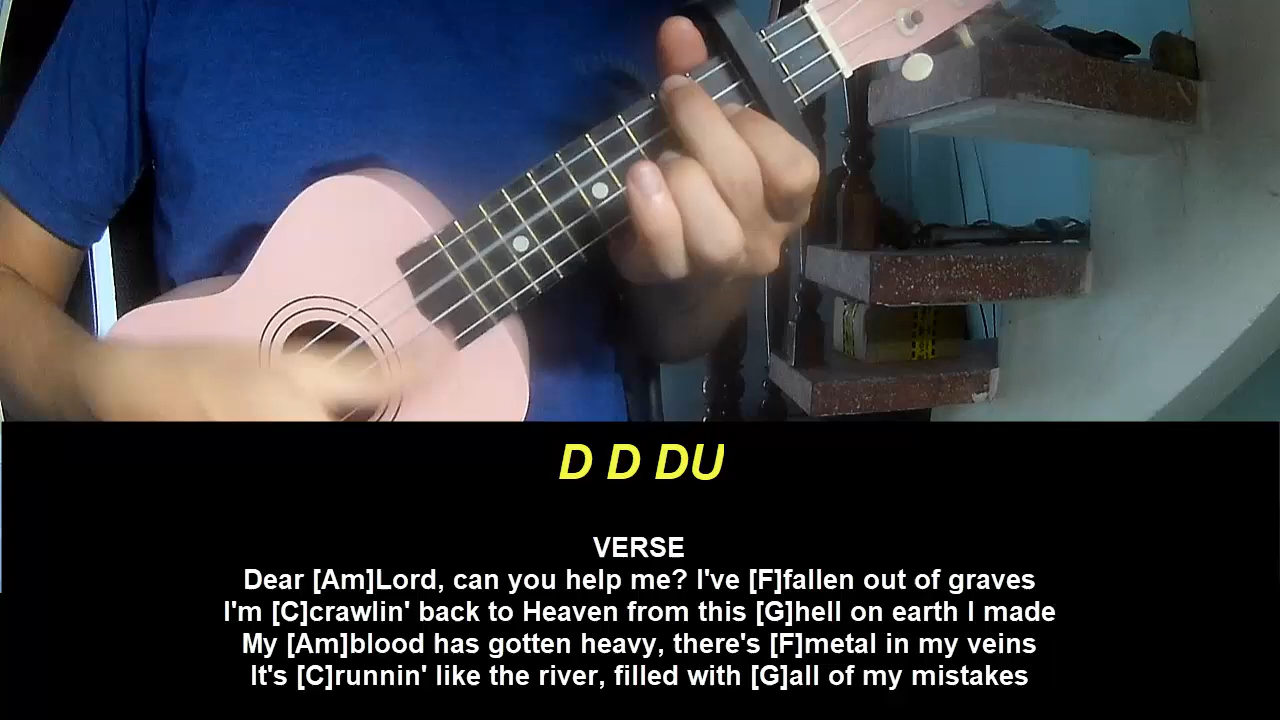 D D DU
VERSE
Dear [Am]Lord, can you help me? I've [F]fallen out of graves
I'm [C]crawlin' back to Heaven from this [G]hell on earth I made
My [Am]blood has gotten heavy, there's [F]metal in my veins
It's [C]runnin' like the river, filled with [G]all of my mistakes